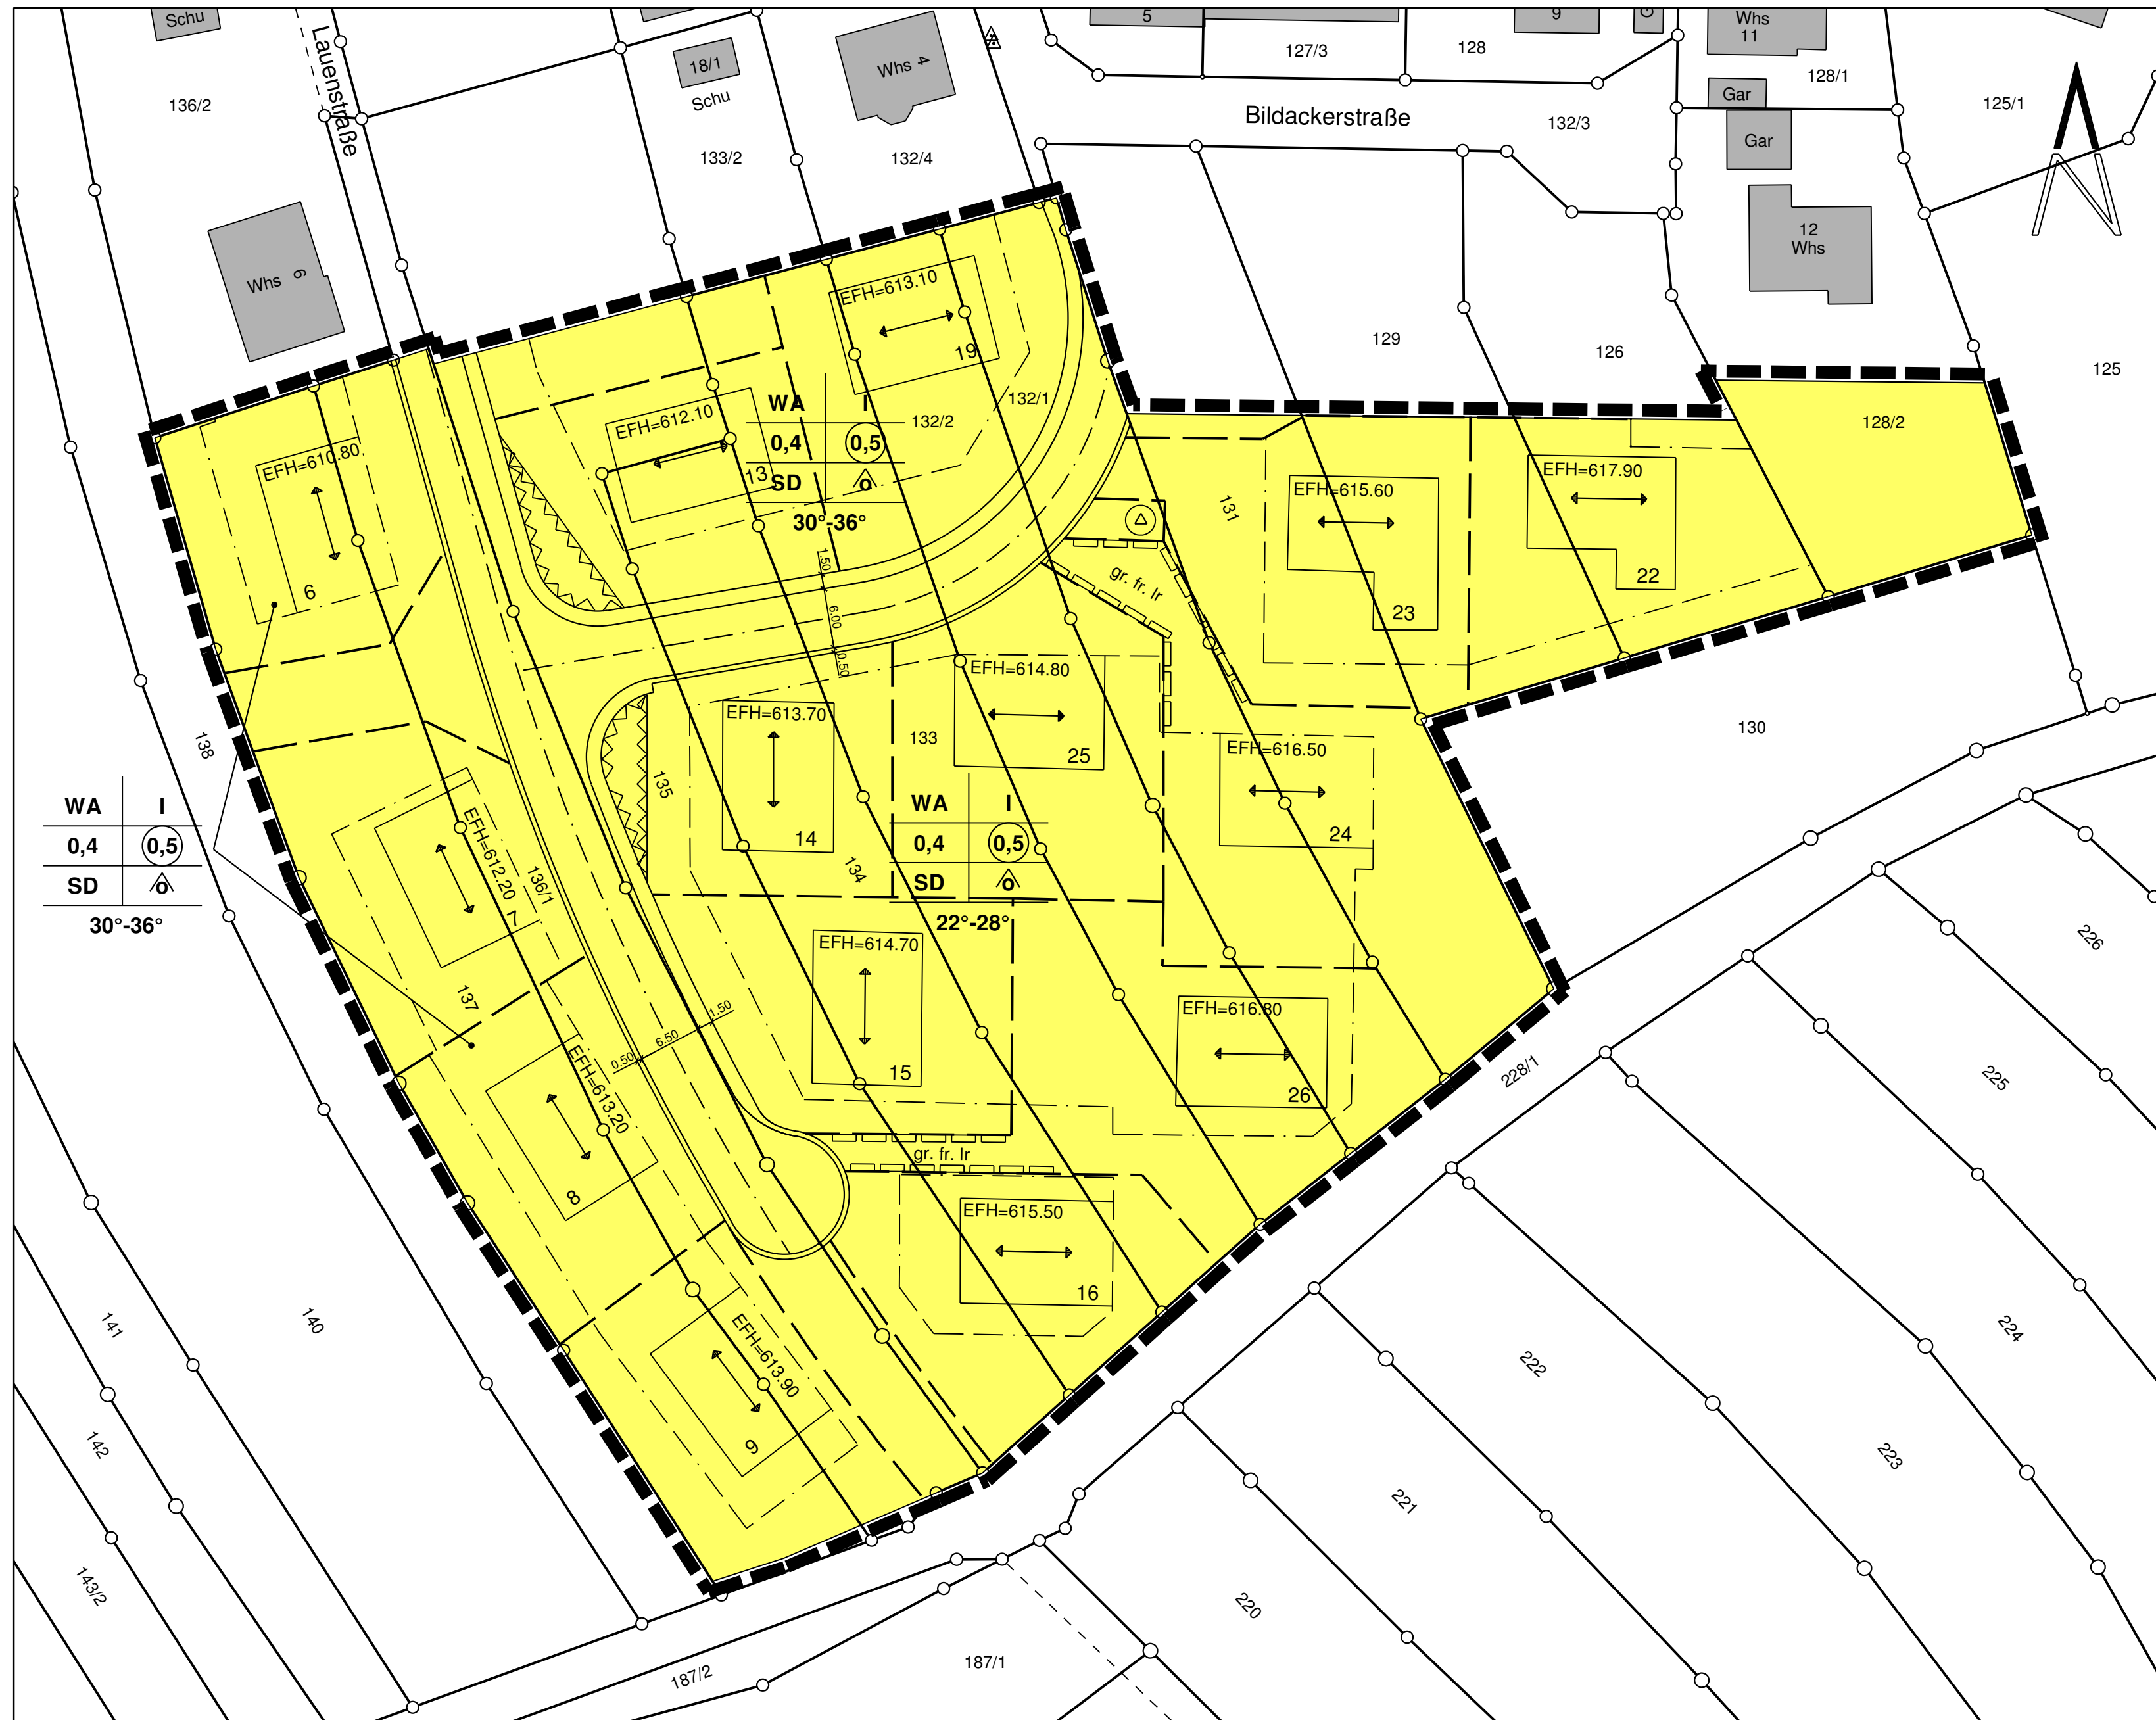 Schu
Lauenstraße
136/2
18/1
Schu
Whs 4
133/2
132/4
5
127/3
128
9
G
Whs
11
128/1
Gar
Gar
125/1
Bildackerstraße
132/3
12
Whs
Whs 6
129
126
125
128/2
EFH=613.10
19
132/1
132/2
EFH=612.10
13
WA I
0,4 0,5
SD o
30°-36°
EFH=610.80
6
131
EFH=615.60
23
EFH=617.90
22
1.50
6.00
0.50
gr. fr. lr
EFH=614.80
25
EFH=613.70
14
133
135
134
EFH=616.50
24
130
138
WA I
0,4 0,5
SD o
30°-36°
WA I
0,4 0,5
SD o
22°-28°
EFH=612.20
7
136/1
137
EFH=614.70
15
EFH=616.80
26
0.50
6.50
1.50
EFH=613.20
8
gr. fr. lr
EFH=615.50
16
EFH=613.90
9
228/1
226
225
224
223
222
221
220
140
141
142
143/2
187/2
187/1